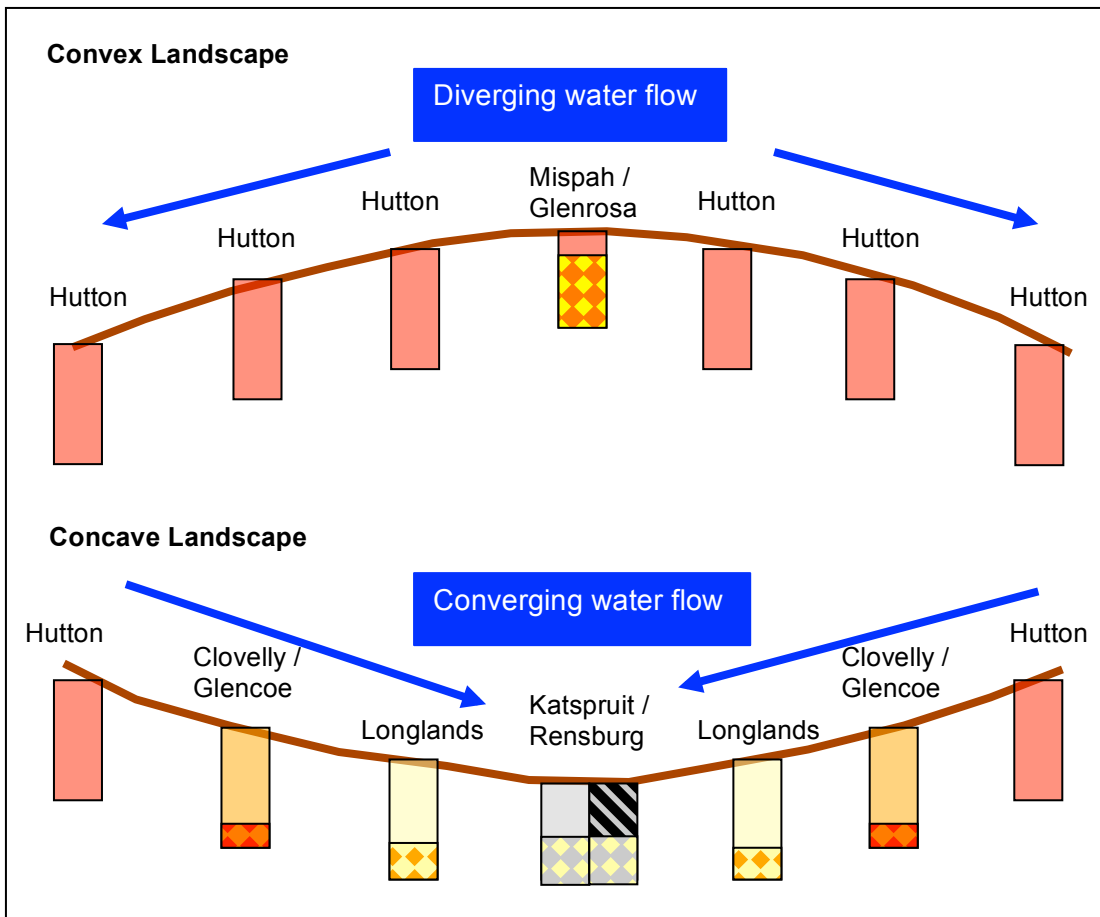 Convex Landscape
Diverging water flow
Mispah /
Glenrosa
Hutton
Hutton
Hutton
Hutton
Hutton
Hutton
Concave Landscape
Converging water flow
Hutton
Hutton
Clovelly /
Glencoe
Clovelly /
Glencoe
Katspruit /
Rensburg
Longlands
Longlands